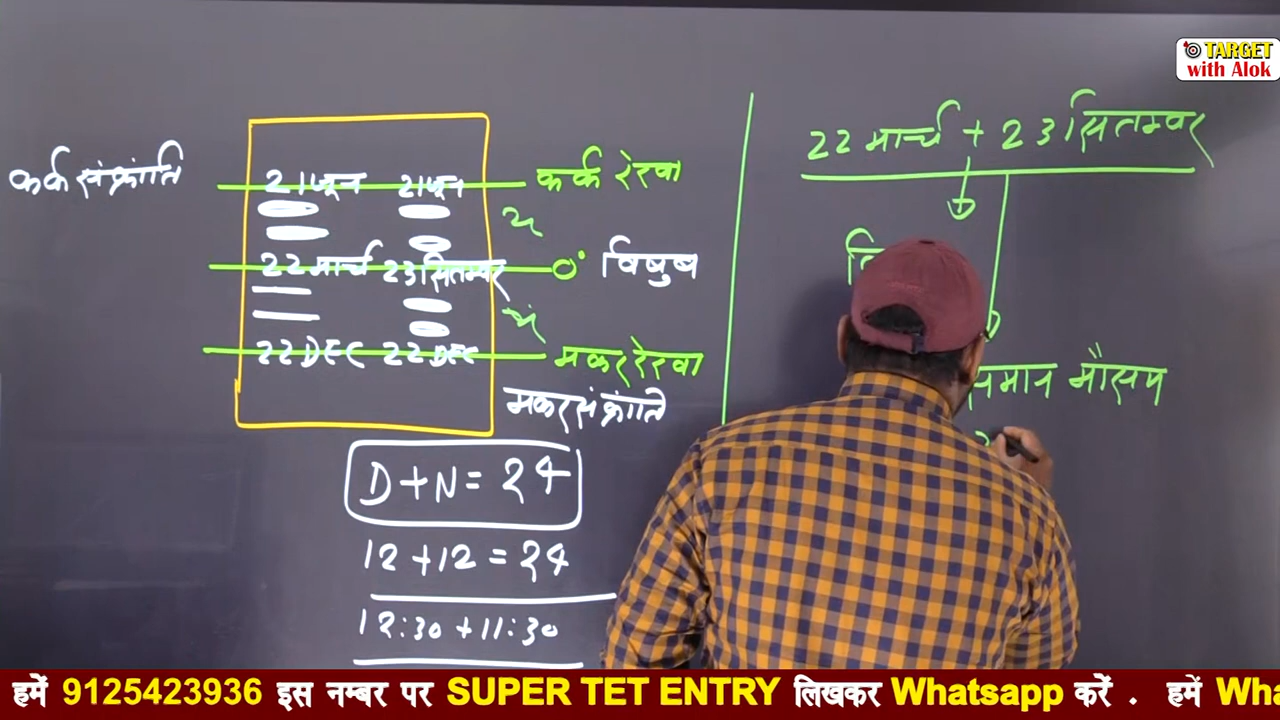 TARGET
with Alok
22 मार्च + 23 सितम्बर
कर्क संक्रांति
21 जून 21 जून
कर्क रेखा
22 मार्च 23 सितम्बर
0° विषुव
22 DEC 22 DEC
मकर रेखा
मकर संक्रांति
समान मौसम
D+N = 24
12 + 12 = 24
12:30 + 11:30
हमें 9125423936 इस नम्बर पर SUPER TET ENTRY लिखकर Whatsapp करें . हमें